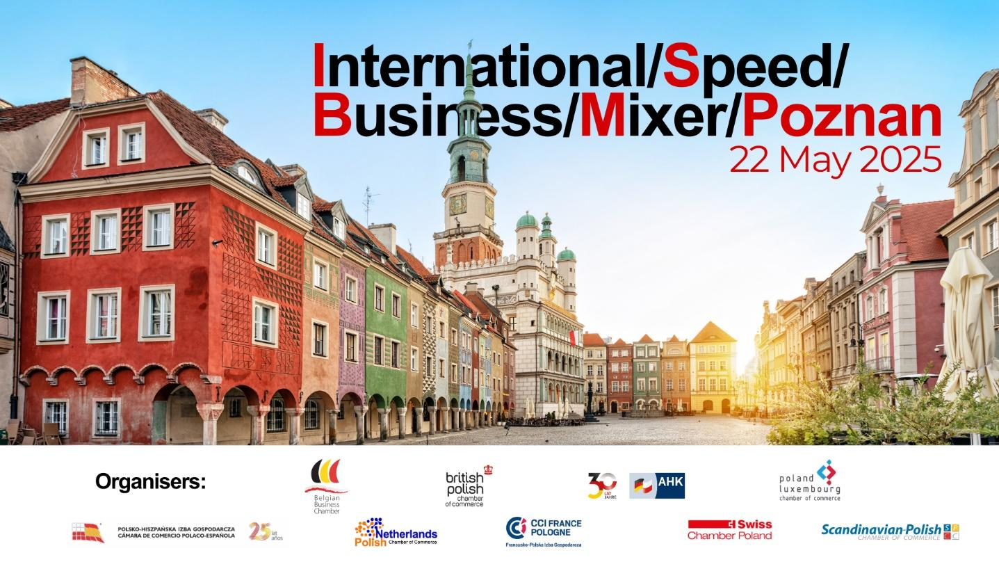 International/Speed/
Business/Mixer/Poznan
22 May 2025
Organisers:
Belgian
Business
Chamber
british
polish
chamber
of commerce
30
LAT
JAHRE
AHK
poland
luxembourg
chamber of commerce
POLSKO-HISZPAŃSKA IZBA GOSPODARCZA
CÁMARA DE COMERCIO POLACO-ESPAÑOLA
25 lat
años
Netherlands
Polish Chamber of Commerce
CCI FRANCE
POLOGNE
Francusko-Polska Izba Gospodarcza
Swiss
Chamber Poland
Scandinavian-Polish
CHAMBER OF COMMERCE
S P
C C